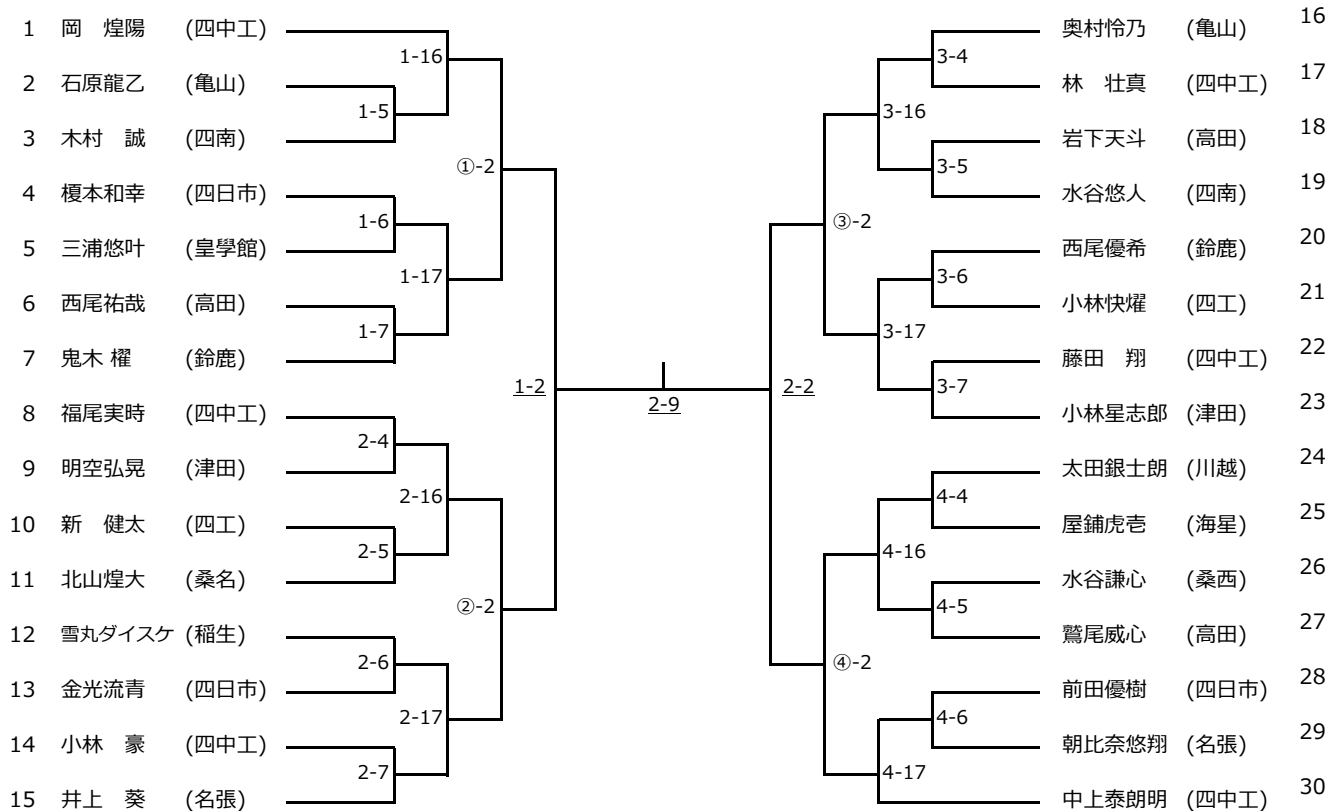 1 岡　煌陽 (四中工)
2 石原龍乙 (亀山)
3 木村　誠 (四南)
4 榎本和幸 (四日市)
5 三浦悠叶 (皇學館)
6 西尾祐哉 (高田)
7 鬼木 櫂 (鈴鹿)
8 福尾実時 (四中工)
9 明空弘晃 (津田)
10 新　健太 (四工)
11 北山煌大 (桑名)
12 雪丸ダイスケ (稲生)
13 金光流青 (四日市)
14 小林　豪 (四中工)
15 井上　葵 (名張)
1-16
1-5
①-2
1-6
1-17
1-7
1-2
2-4
2-16
2-5
②-2
2-6
2-17
2-7
2-9
2-2
3-4
3-16
3-5
③-2
3-6
3-17
3-7
4-4
4-16
4-5
④-2
4-6
4-17
奥村怜乃 (亀山) 16
林　壮真 (四中工) 17
岩下天斗 (高田) 18
水谷悠人 (四南) 19
西尾優希 (鈴鹿) 20
小林快燿 (四工) 21
藤田　翔 (四中工) 22
小林星志郎 (津田) 23
太田銀士朗 (川越) 24
屋鋪虎壱 (海星) 25
水谷謙心 (桑西) 26
鷲尾威心 (高田) 27
前田優樹 (四日市) 28
朝比奈悠翔 (名張) 29
中上泰朗明 (四中工) 30